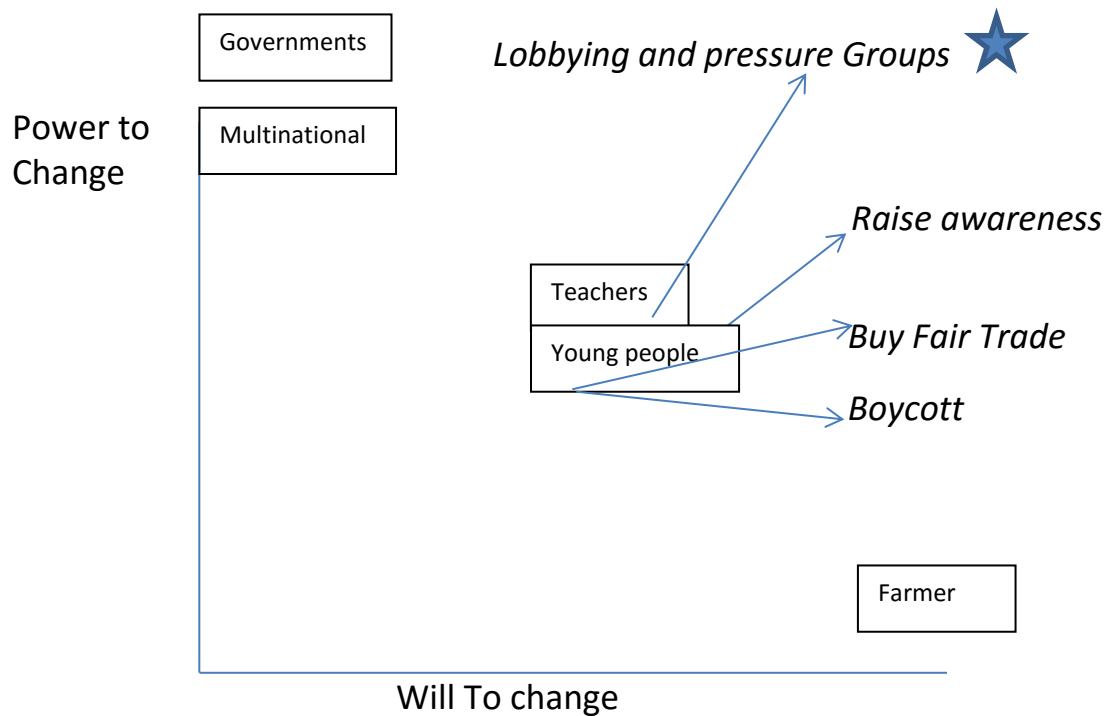 Governments
Lobbying and pressure Groups
Power to
Change
Multinational
Raise awareness
Teachers
Young people
Buy Fair Trade
Boycott
Farmer
Will To change